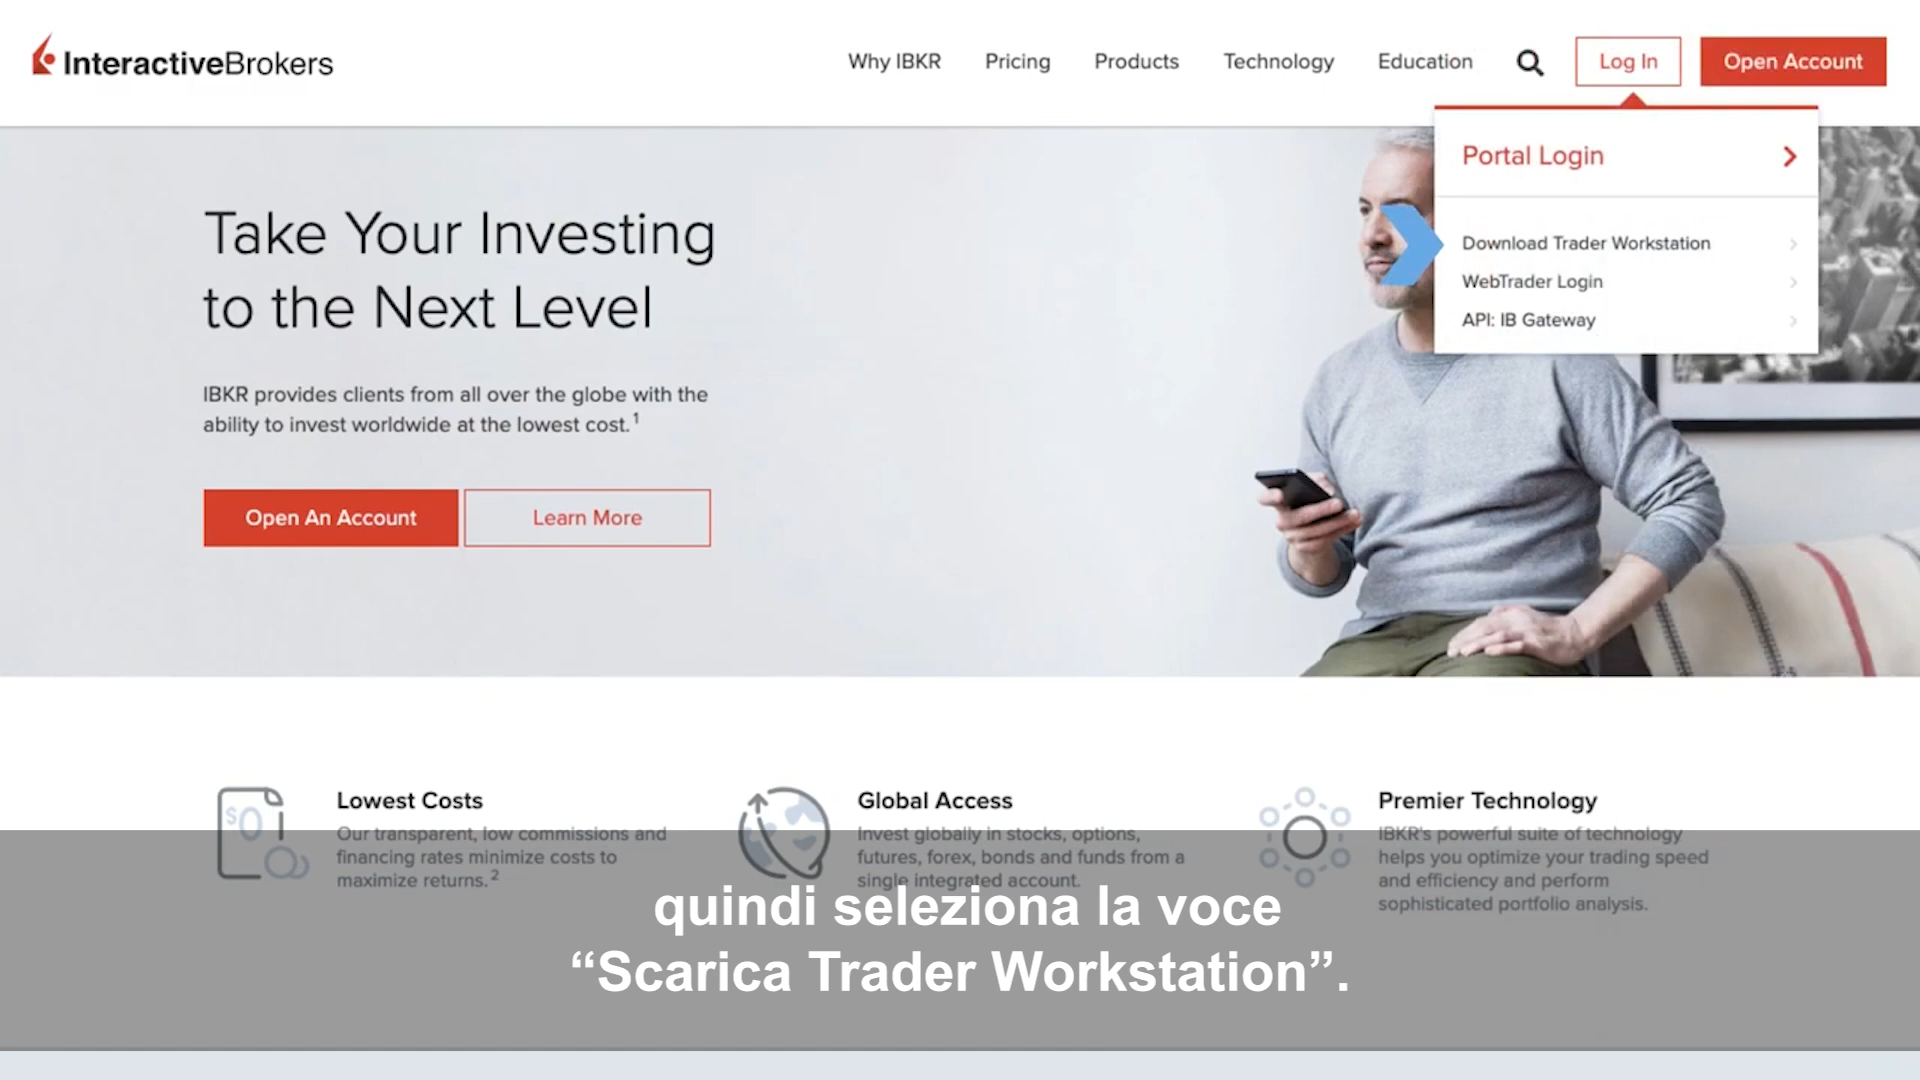 InteractiveBrokers
Why IBKR
Pricing
Products
Technology
Education
Log In
Open Account
Portal Login
Download Trader Workstation
WebTrader Login
API: IB Gateway
Take Your Investing
to the Next Level
IBKR provides clients from all over the globe with the
ability to invest worldwide at the lowest cost.¹
Open An Account
Learn More
$0
Lowest Costs
Our transparent, low commissions and
financing rates minimize costs to
maximize returns.²
Global Access
Invest globally in stocks, options,
futures, forex, bonds and funds from a
single integrated account.
Premier Technology
IBKR's powerful suite of technology
helps you optimize your trading speed
and efficiency and perform
sophisticated portfolio analysis.
quindi seleziona la voce
“Scarica Trader Workstation”.